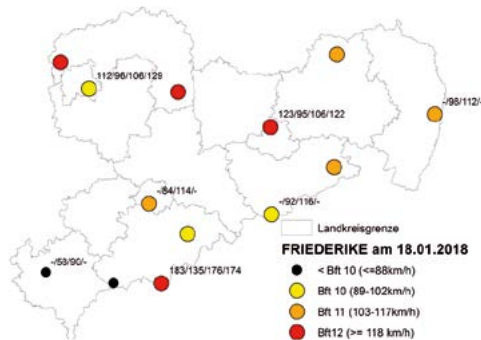 112/96/106/129
123/95/106/122
-/98/112/-
-/84/114/-
-/92/116/-
-/58/90/-
183/135/176/174
Landkreisgrenze
FRIEDERIKE am 18.01.2018
< Bft 10 (<=88km/h)
Bft 10 (89-102km/h)
Bft 11 (103-117km/h)
Bft12 (>= 118 km/h)